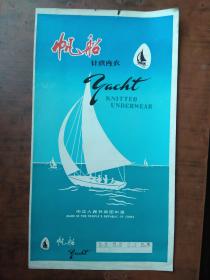 帆船
针织内衣
Yacht
KNITTED
UNDERWEAR
中华人民共和国制造
MADE IN THE PEOPLE'S REPUBLIC OF CHINA
帆船
Yacht